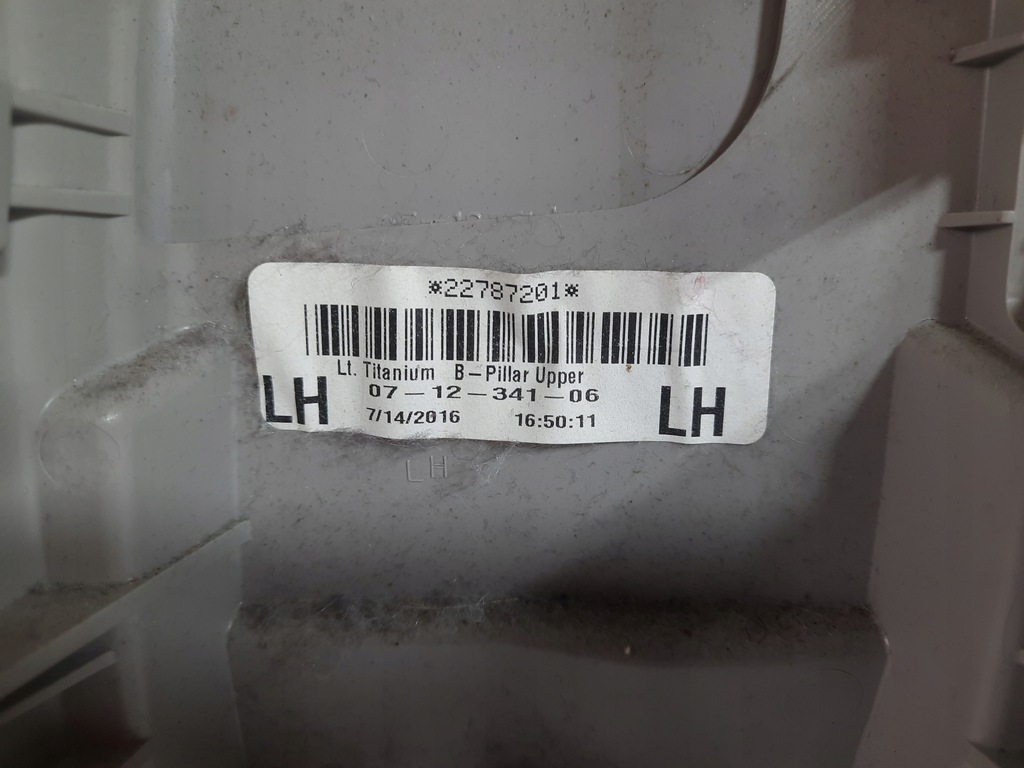 *22787201*
Lt. Titanium B-Pillar Upper
LH 07-12-341-06 LH
7/14/2016 16:50:11
LH